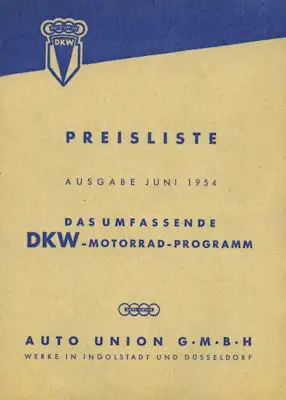 DKW
PREISLISTE
AUSGABE JUNI 1954
DAS UMFASSENDE
DKW-MOTORRAD-PROGRAMM
AUTO UNION G·M·B·H
WERKE IN INGOLSTADT UND DÜSSELDORF